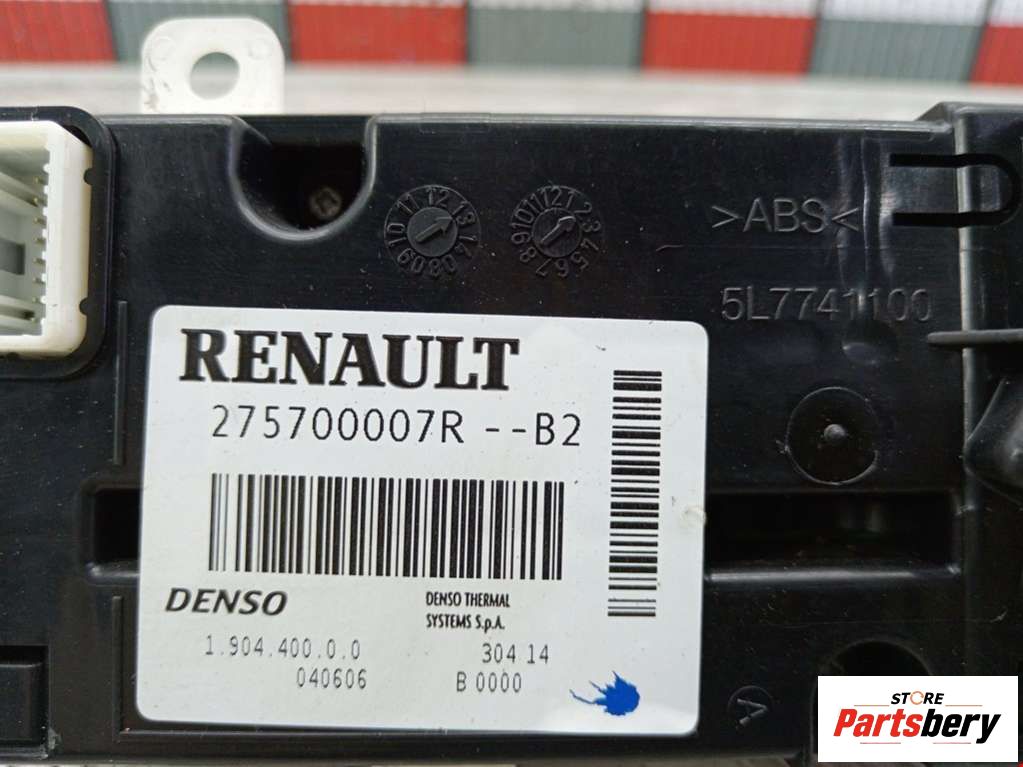 >ABS<
5L7741100
RENAULT
275700007R --B2
DENSO
DENSO THERMAL
SYSTEMS S.p.A.
1.904.400.0.0
304 14
040606
B 0000
A
STORE
Partsbery